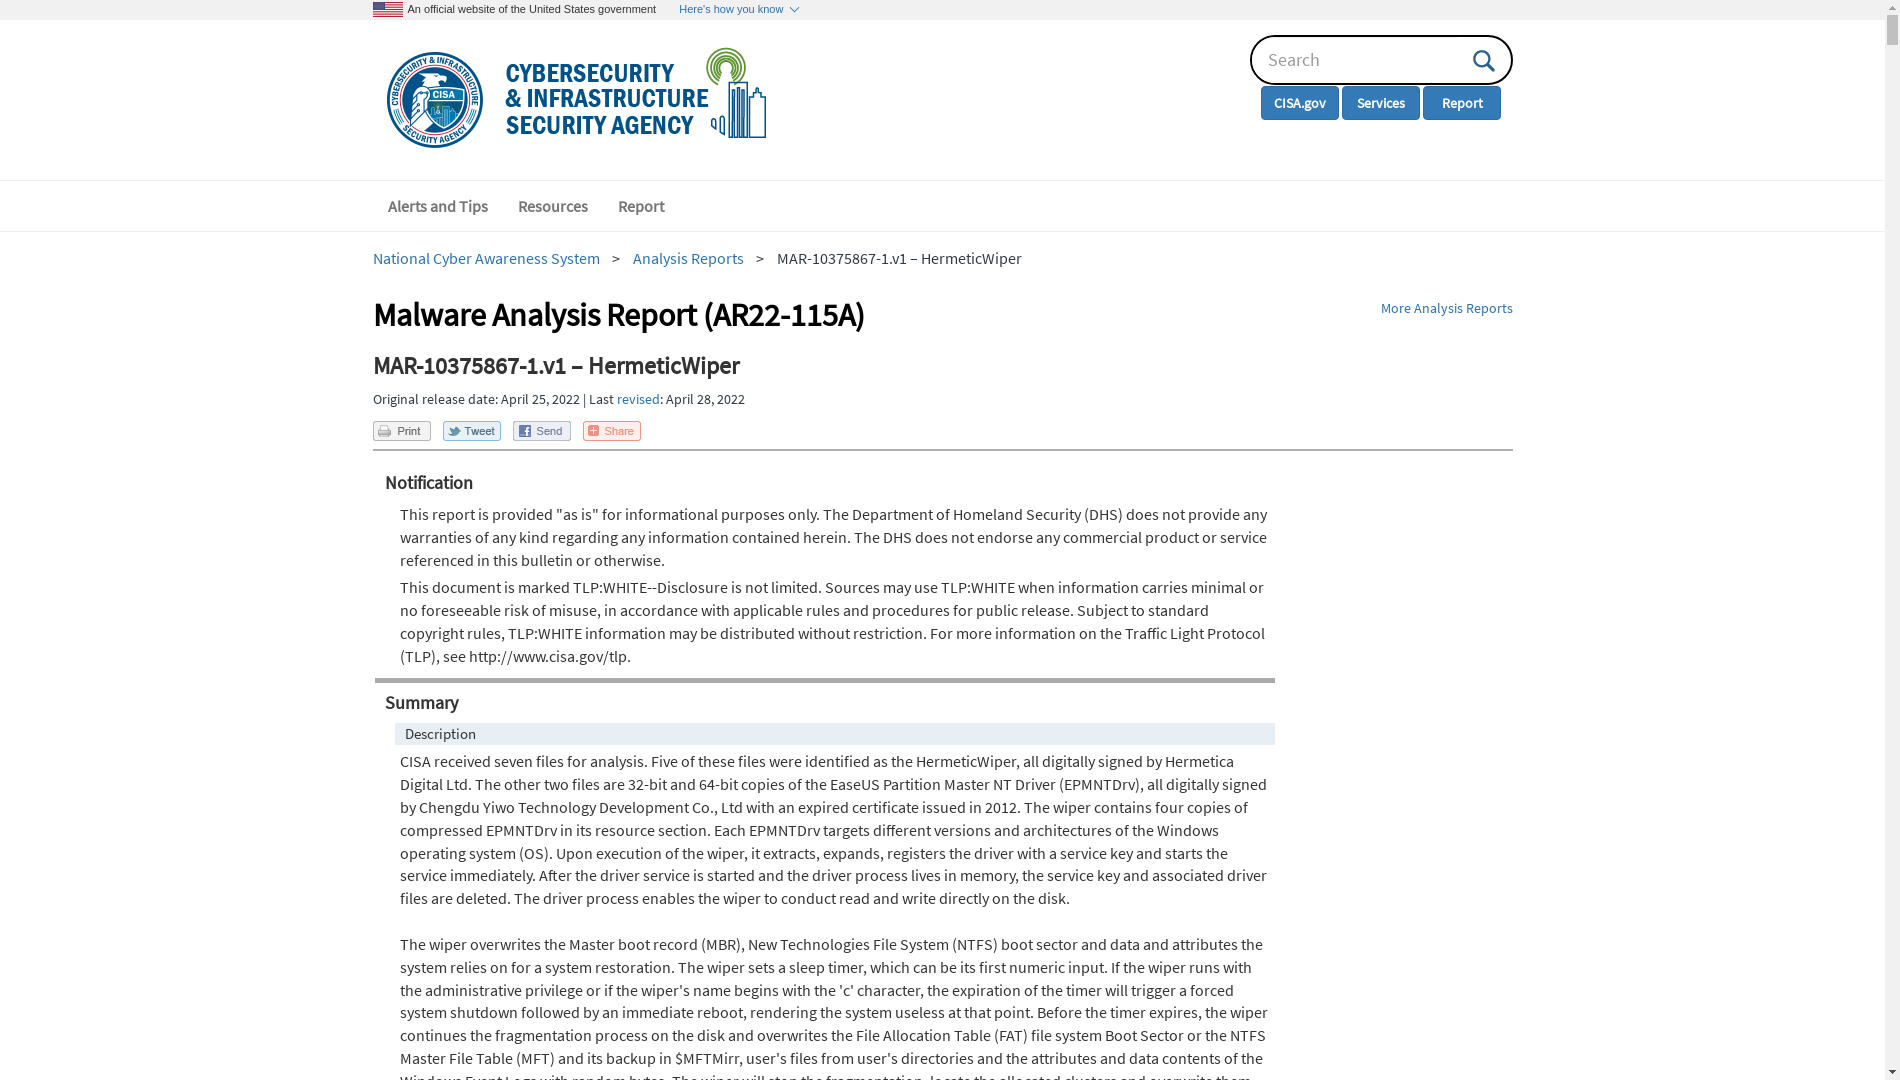 An official website of the United States government Here's how you know
CYBERSECURITY & INFRASTRUCTURE SECURITY AGENCY
CISA
CYBERSECURITY
& INFRASTRUCTURE
SECURITY AGENCY
Search
CISA.gov Services Report
Alerts and Tips Resources Report
National Cyber Awareness System > Analysis Reports > MAR-10375867-1.v1 – HermeticWiper
Malware Analysis Report (AR22-115A)
More Analysis Reports
MAR-10375867-1.v1 – HermeticWiper
Original release date: April 25, 2022 | Last revised: April 28, 2022
Print Tweet Send Share
Notification
This report is provided "as is" for informational purposes only. The Department of Homeland Security (DHS) does not provide any
warranties of any kind regarding any information contained herein. The DHS does not endorse any commercial product or service
referenced in this bulletin or otherwise.
This document is marked TLP:WHITE--Disclosure is not limited. Sources may use TLP:WHITE when information carries minimal or
no foreseeable risk of misuse, in accordance with applicable rules and procedures for public release. Subject to standard
copyright rules, TLP:WHITE information may be distributed without restriction. For more information on the Traffic Light Protocol
(TLP), see http://www.cisa.gov/tlp.
Summary
Description
CISA received seven files for analysis. Five of these files were identified as the HermeticWiper, all digitally signed by Hermetica
Digital Ltd. The other two files are 32-bit and 64-bit copies of the EaseUS Partition Master NT Driver (EPMNTDrv), all digitally signed
by Chengdu Yiwo Technology Development Co., Ltd with an expired certificate issued in 2012. The wiper contains four copies of
compressed EPMNTDrv in its resource section. Each EPMNTDrv targets different versions and architectures of the Windows
operating system (OS). Upon execution of the wiper, it extracts, expands, registers the driver with a service key and starts the
service immediately. After the driver service is started and the driver process lives in memory, the service key and associated driver
files are deleted. The driver process enables the wiper to conduct read and write directly on the disk.
The wiper overwrites the Master boot record (MBR), New Technologies File System (NTFS) boot sector and data and attributes the
system relies on for a system restoration. The wiper sets a sleep timer, which can be its first numeric input. If the wiper runs with
the administrative privilege or if the wiper's name begins with the 'c' character, the expiration of the timer will trigger a forced
system shutdown followed by an immediate reboot, rendering the system useless at that point. Before the timer expires, the wiper
continues the fragmentation process on the disk and overwrites the File Allocation Table (FAT) file system Boot Sector or the NTFS
Master File Table (MFT) and its backup in $MFTMirr, user's files from user's directories and the attributes and data contents of the
Windows Event Logs with random bytes. The wiper will stop the fragmentation, locate the allocated clusters and overwrite them